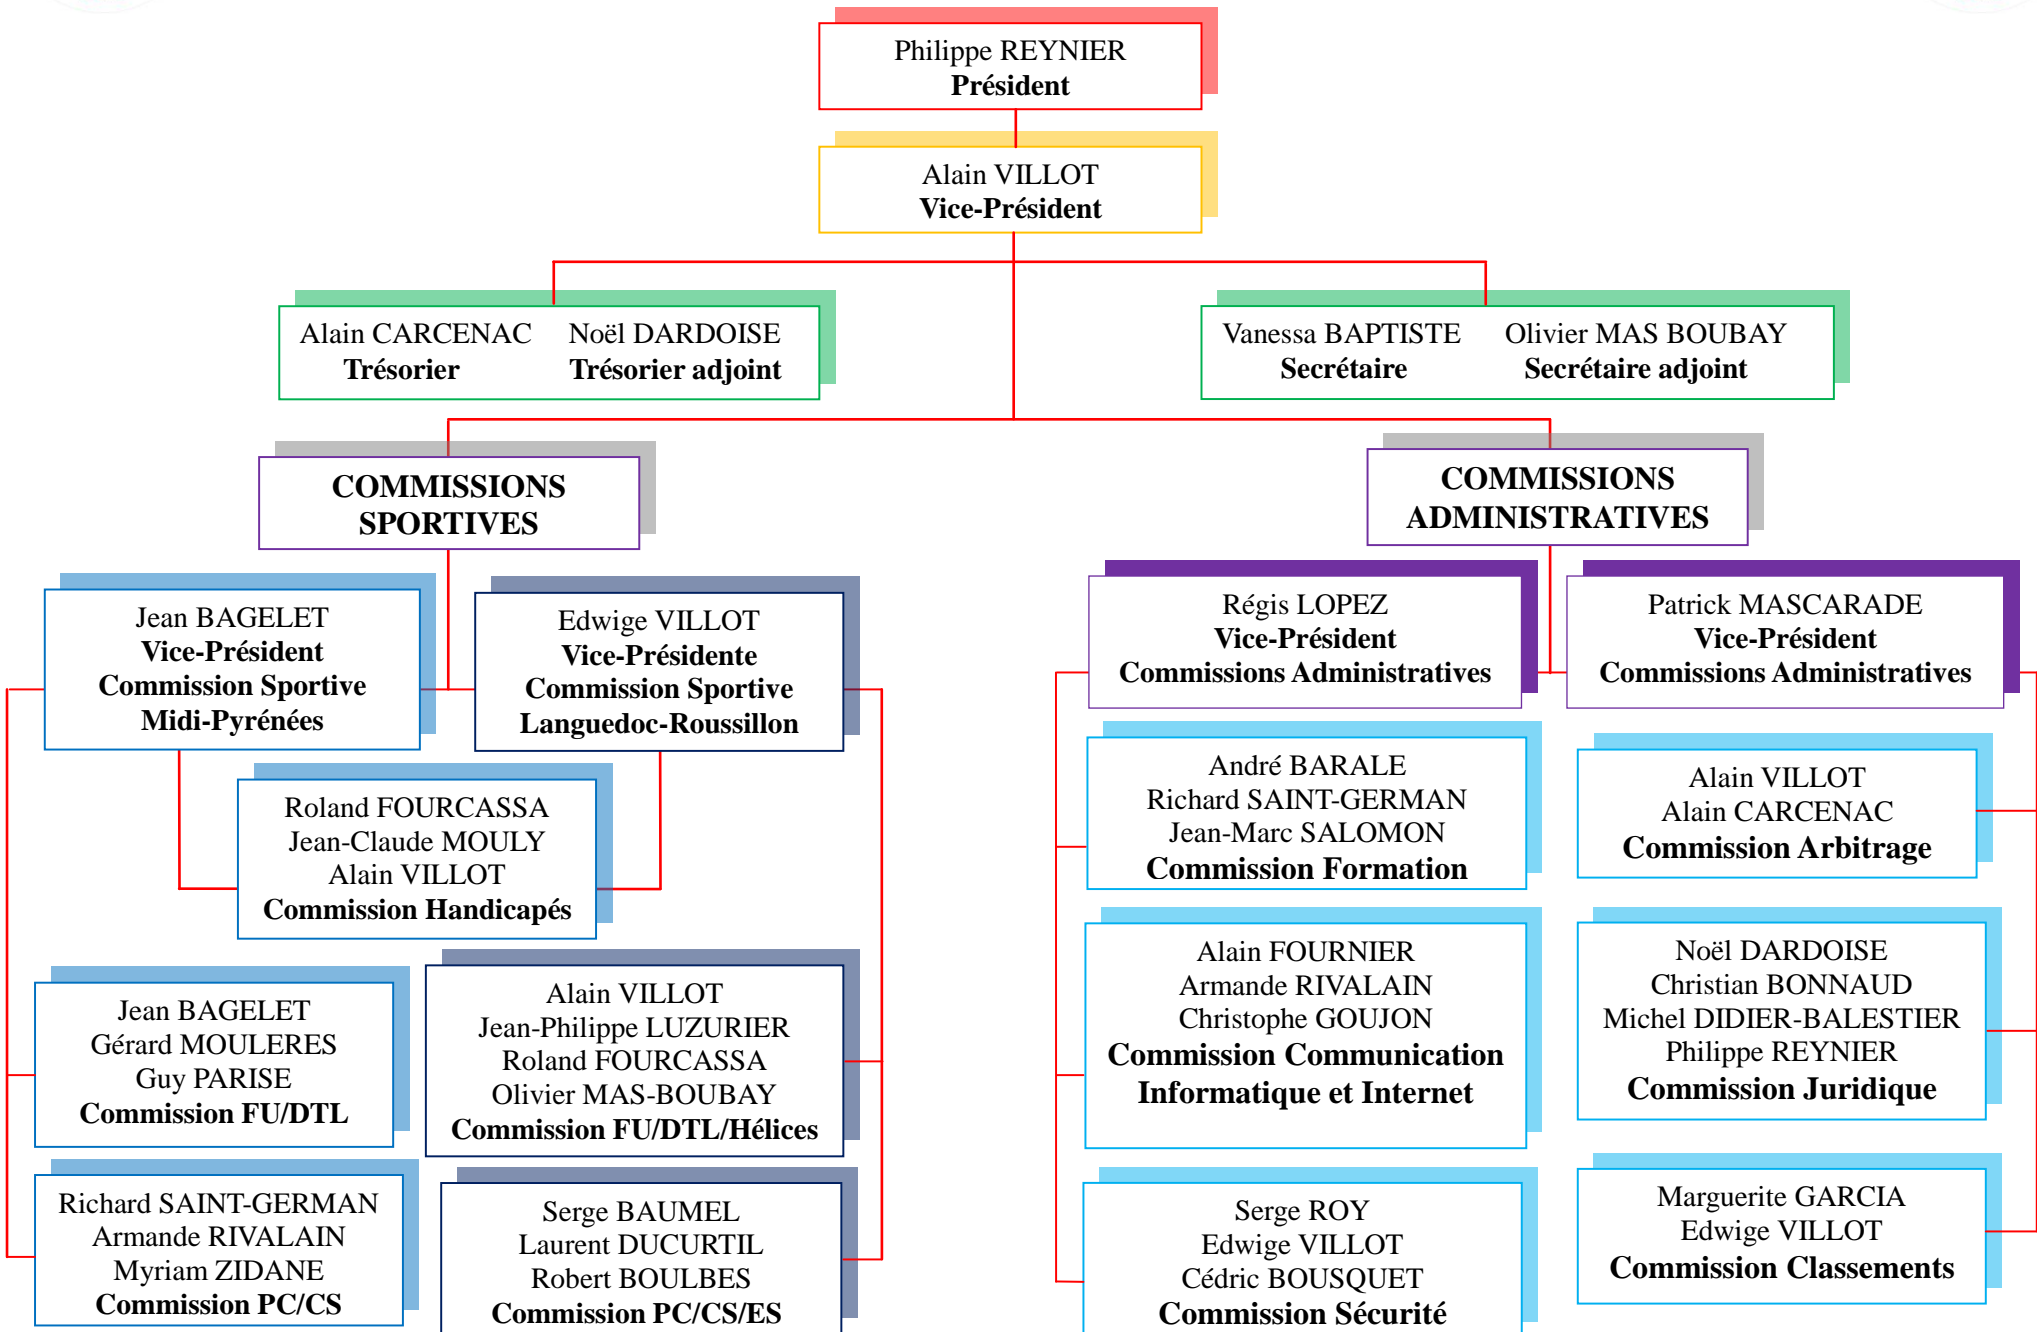 Philippe REYNIER
Président
Alain VILLOT
Vice-Président
Alain CARCENAC
Trésorier
Noël DARDOISE
Trésorier adjoint
Vanessa BAPTISTE
Secrétaire
Olivier MAS BOUBAY
Secrétaire adjoint
COMMISSIONS
SPORTIVES
COMMISSIONS
ADMINISTRATIVES
Jean BAGELET
Vice-Président
Commission Sportive
Midi-Pyrénées
Edwige VILLOT
Vice-Présidente
Commission Sportive
Languedoc-Roussillon
Régis LOPEZ
Vice-Président
Commissions Administratives
Patrick MASCARADE
Vice-Président
Commissions Administratives
Roland FOURCASSA
Jean-Claude MOULY
Alain VILLOT
Commission Handicapés
André BARALE
Richard SAINT-GERMAN
Jean-Marc SALOMON
Commission Formation
Alain VILLOT
Alain CARCENAC
Commission Arbitrage
Jean BAGELET
Gérard MOULERES
Guy PARISE
Commission FU/DTL
Alain VILLOT
Jean-Philippe LUZURIER
Roland FOURCASSA
Olivier MAS-BOUBAY
Commission FU/DTL/Hélices
Alain FOURNIER
Armande RIVALAIN
Christophe GOUJON
Commission Communication
Informatique et Internet
Noël DARDOISE
Christian BONNAUD
Michel DIDIER-BALESTIER
Philippe REYNIER
Commission Juridique
Richard SAINT-GERMAN
Armande RIVALAIN
Myriam ZIDANE
Commission PC/CS
Serge BAUMEL
Laurent DUCURTIL
Robert BOULBES
Commission PC/CS/ES
Serge ROY
Edwige VILLOT
Cédric BOUSQUET
Commission Sécurité
Marguerite GARCIA
Edwige VILLOT
Commission Classements